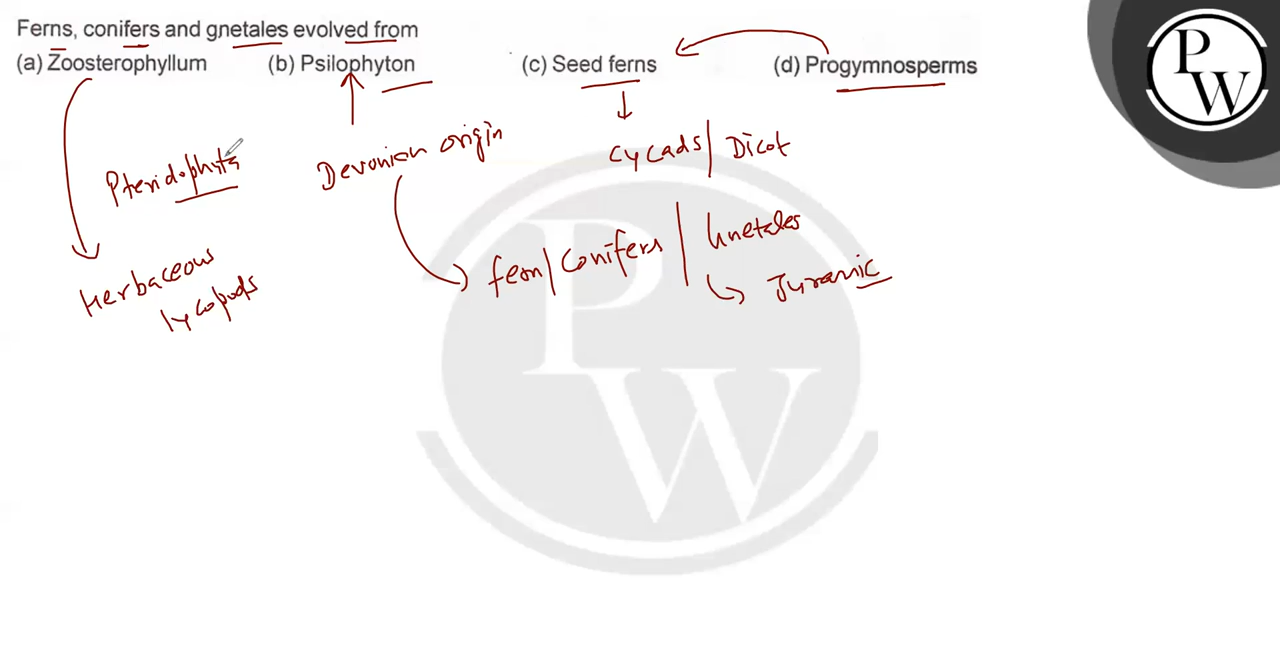 Ferns, conifers and gnetales evolved from
(a) Zoosterophyllum (b) Psilophyton (c) Seed ferns (d) Progymnosperms
Pteridophyta
Devonian origin
Cycads | Dicot
Herbaceous
lycopods
fern | Conifers | Gnetales
Jurassic
P
W
P
W